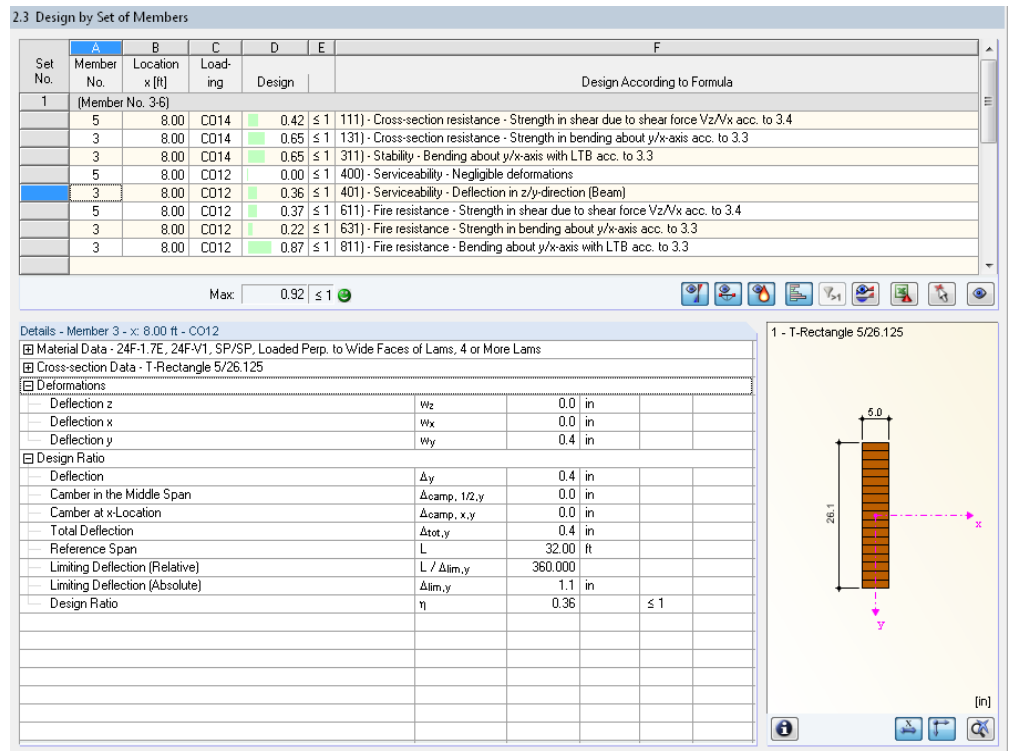 2.3 Design by Set of Members
A B C D E F
Set No. Member No. Location x [ft] Load-ing Design Design According to Formula
1 (Member No. 3-6)
5 8.00 CO14 0.42 ≤ 1 111) - Cross-section resistance - Strength in shear due to shear force Vz/Vx acc. to 3.4
3 8.00 CO14 0.65 ≤ 1 131) - Cross-section resistance - Strength in bending about y/x-axis acc. to 3.3
3 8.00 CO14 0.65 ≤ 1 311) - Stability - Bending about y/x-axis with LTB acc. to 3.3
5 8.00 CO12 0.00 ≤ 1 400) - Serviceability - Negligible deformations
3 8.00 CO12 0.36 ≤ 1 401) - Serviceability - Deflection in z/y-direction (Beam)
5 8.00 CO12 0.37 ≤ 1 611) - Fire resistance - Strength in shear due to shear force Vz/Vx acc. to 3.4
3 8.00 CO12 0.22 ≤ 1 631) - Fire resistance - Strength in bending about y/x-axis acc. to 3.3
3 8.00 CO12 0.87 ≤ 1 811) - Fire resistance - Bending about y/x-axis with LTB acc. to 3.3
Max: 0.92 ≤ 1
Details - Member 3 - x: 8.00 ft - CO12
Material Data - 24F-1.7E, 24F-V1, SP/SP, Loaded Perp. to Wide Faces of Lams, 4 or More Lams
Cross-section Data - T-Rectangle 5/26.125
Deformations
Deflection z wz 0.0 in
Deflection x wx 0.0 in
Deflection y wy 0.4 in
Design Ratio
Deflection Δy 0.4 in
Camber in the Middle Span Δcamp, 1/2,y 0.0 in
Camber at x-Location Δcamp, x,y 0.0 in
Total Deflection Δtot,y 0.4 in
Reference Span L 32.00 ft
Limiting Deflection (Relative) L / Δlim,y 360.000
Limiting Deflection (Absolute) Δlim,y 1.1 in
Design Ratio η 0.36 ≤ 1
1 - T-Rectangle 5/26.125
5.0
26.1
x
y
[in]